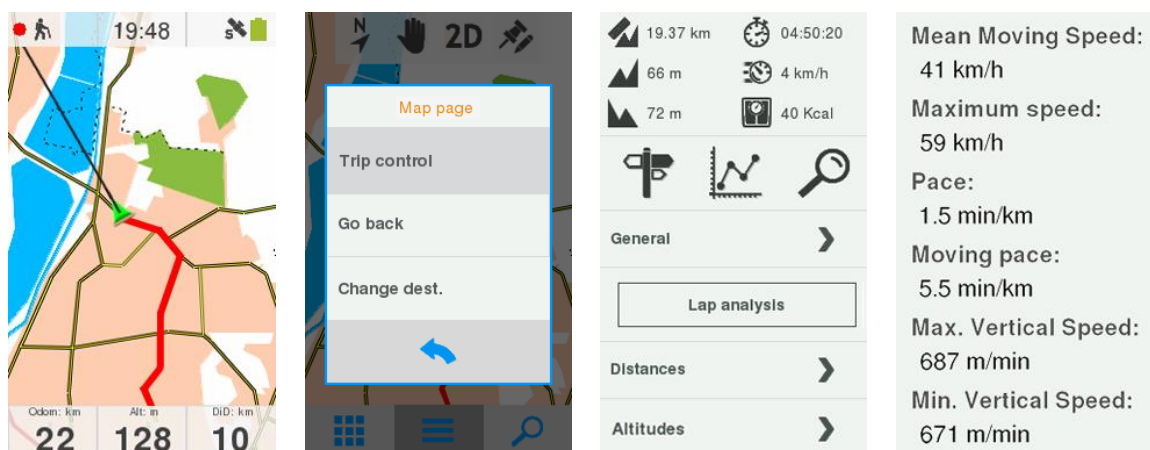 19:48
S
Odom: km
Alt: m
DiD: km
22
128
10
N
2D
Map page
Trip control
Go back
Change dest.
19.37 km
04:50:20
66 m
4 km/h
72 m
40 Kcal
General
Lap analysis
Distances
Altitudes
Mean Moving Speed:
41 km/h
Maximum speed:
59 km/h
Pace:
1.5 min/km
Moving pace:
5.5 min/km
Max. Vertical Speed:
687 m/min
Min. Vertical Speed:
671 m/min